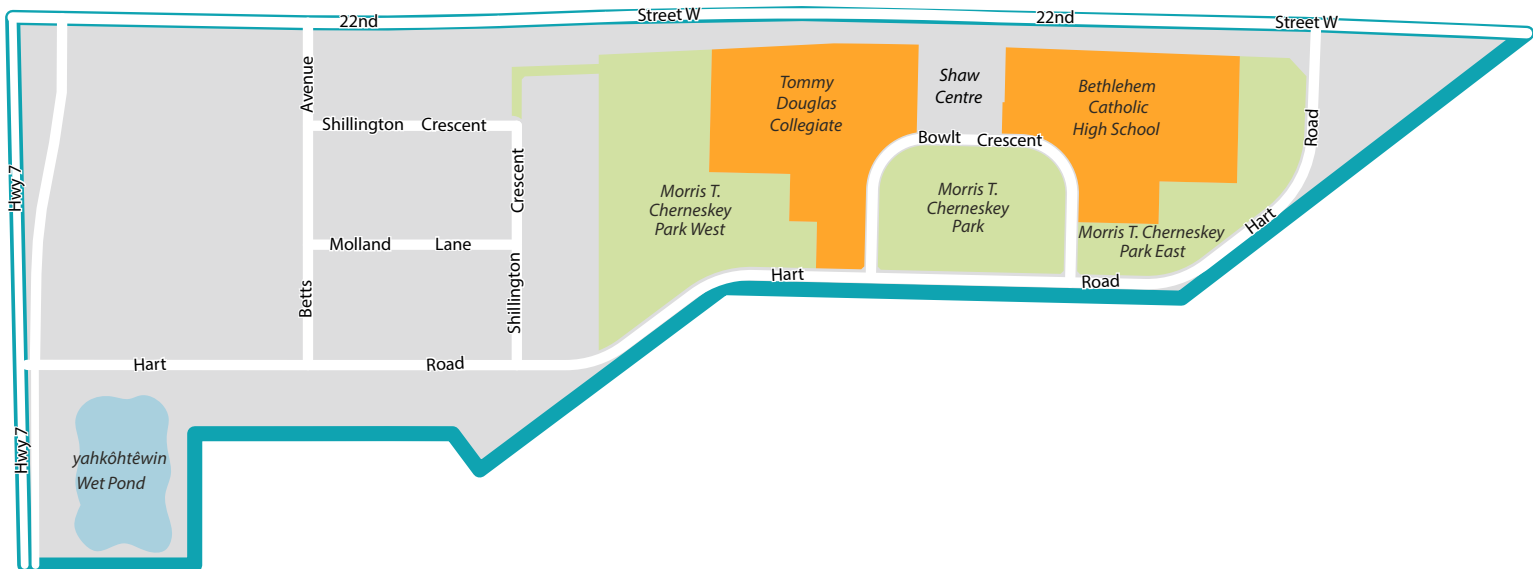 22nd
Street W
22nd
Street W
Avenue
Shillington Crescent
Crescent
Molland Lane
Betts
Shillington
Hwy 7
Hwy 7
Hart
Road
Tommy
Douglas
Collegiate
Shaw
Centre
Bethlehem
Catholic
High School
Bowlt Crescent
Road
Morris T.
Cherneskey
Park West
Morris T.
Cherneskey
Park
Morris T. Cherneskey
Park East
Hart
Hart
Road
yahkôhtêwin
Wet Pond